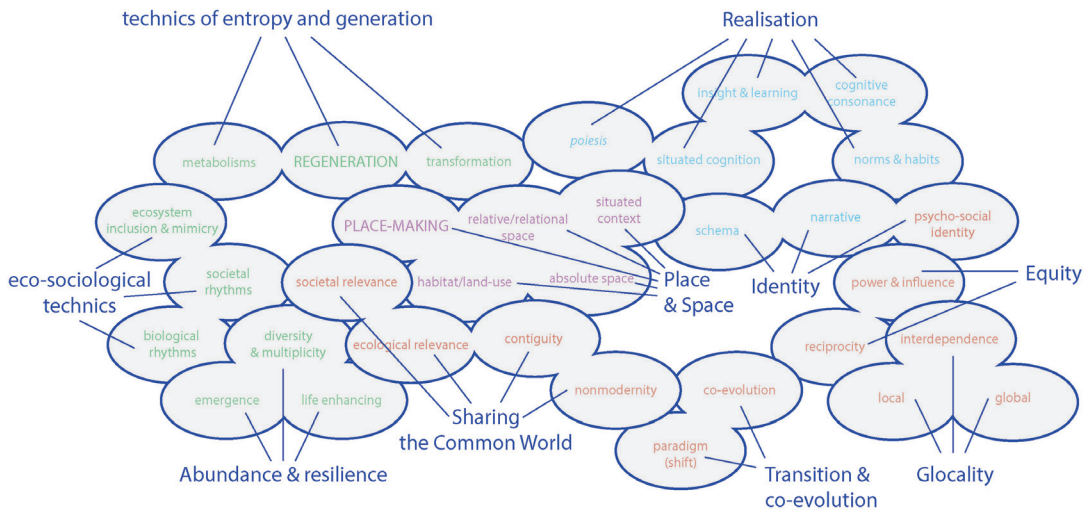 technics of entropy and generation
Realisation
insight & learning
cognitive
consonance
poiesis
metabolisms
REGENERATION
transformation
situated cognition
norms & habits
ecosystem
inclusion & mimicry
PLACE-MAKING
relative/relational
space
situated
context
schema
narrative
psycho-social
identity
eco-sociological
technics
societal
rhythms
societal relevance
habitat/land-use
absolute space
Place
& Space
Identity
power & influence
Equity
biological
rhythms
diversity
& multiplicity
ecological relevance
contiguity
reciprocity
interdependence
emergence
life enhancing
Sharing
the Common World
nonmodernity
co-evolution
local
global
paradigm
(shift)
Abundance & resilience
Transition &
co-evolution
Glocality